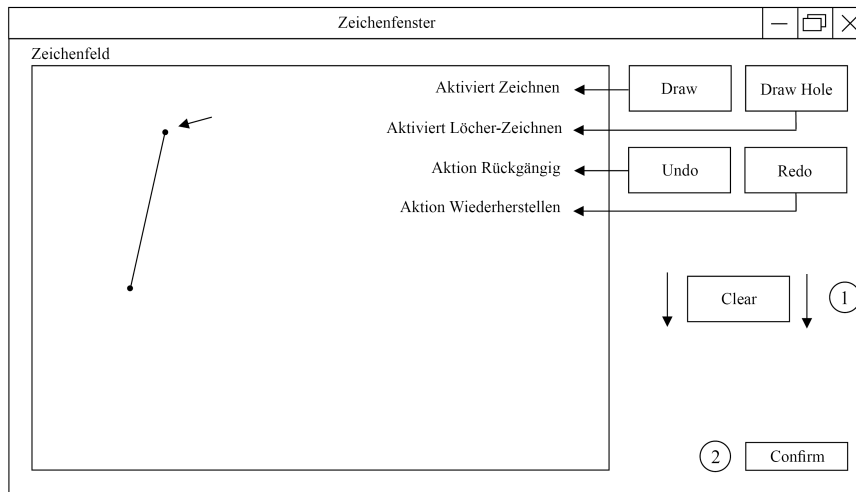 Zeichenfenster
Zeichenfeld
Aktiviert Zeichnen
Draw
Draw Hole
Aktiviert Löcher-Zeichnen
Aktion Rückgängig
Undo
Redo
Aktion Wiederherstellen
Clear
1
2
Confirm